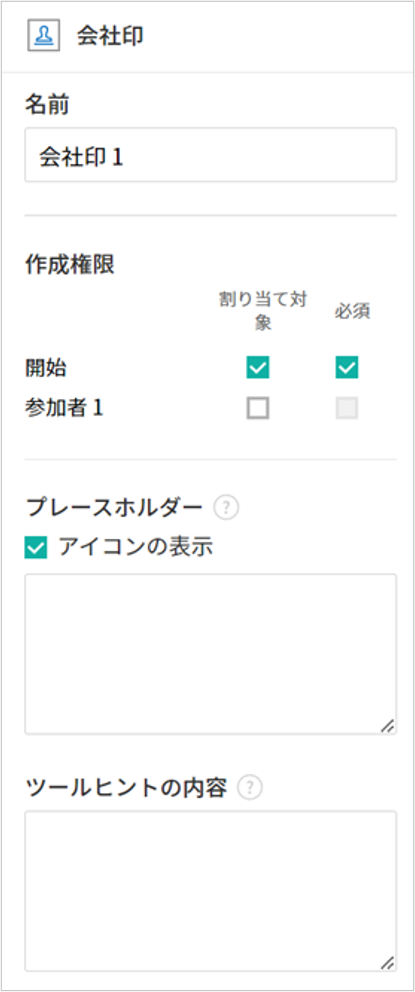 会社印
名前
会社印 1
作成権限
割り当て対
象
必須
開始
参加者 1
プレースホルダー ?
アイコンの表示
ツールヒントの内容 ?